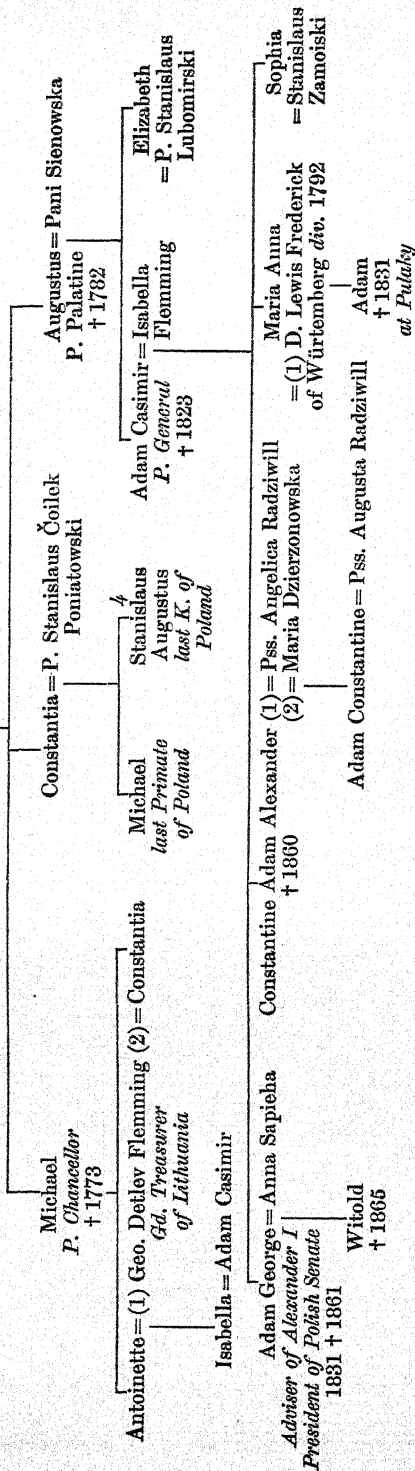 Michael
P. Chancellor
† 1773
Constantia = P. Stanislaus Čoilek
Poniatowski
Augustus = Pani Sienowska
P. Palatine
† 1782
Antoinette = (1) Geo. Detlev Flemming (2) = Constantia
Gd. Treasurer
of Lithuania
Michael
last Primate
of Poland
4
Stanislaus
Augustus
last K. of
Poland
Adam Casimir = Isabella
P. General Flemming
† 1823
Elizabeth
= P. Stanislaus
Lubomirski
Isabella = Adam Casimir
Adam George = Anna Sapieha
Adviser of Alexander I
President of Polish Senate
1831 † 1861
Constantine Adam Alexander (1) = Pss. Angelica Radziwill
† 1860 (2) = Maria Dzierzonowska
Maria Anna
= (1) D. Lewis Frederick
of Würtemberg div. 1792
Sophia
= Stanislaus
Zamoiski
Witold
† 1865
Adam Constantine = Pss. Augusta Radziwill
Adam
† 1831
at Pulaky